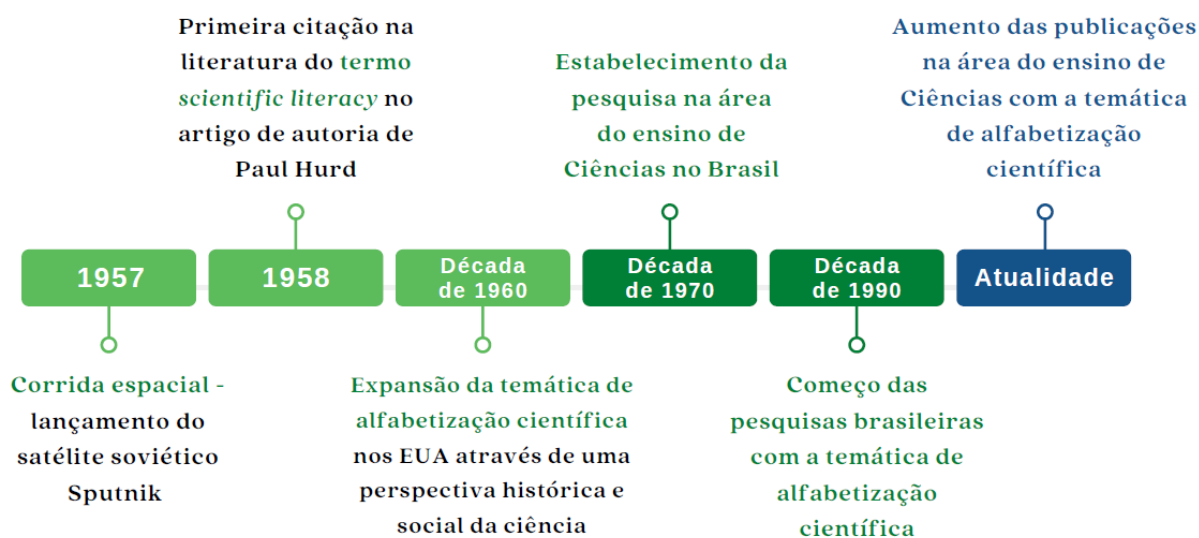 Primeira citação na
literatura do termo
scientific literacy no
artigo de autoria de
Paul Hurd
Estabelecimento da
pesquisa na área
do ensino de
Ciências no Brasil
Aumento das publicações
na área do ensino de
Ciências com a temática
de alfabetização
científica
1957
1958
Década
de 1960
Década
de 1970
Década
de 1990
Atualidade
Corrida espacial -
lançamento do
satélite soviético
Sputnik
Expansão da temática de
alfabetização científica
nos EUA através de uma
perspectiva histórica e
social da ciência
Começo das
pesquisas brasileiras
com a temática de
alfabetização
científica